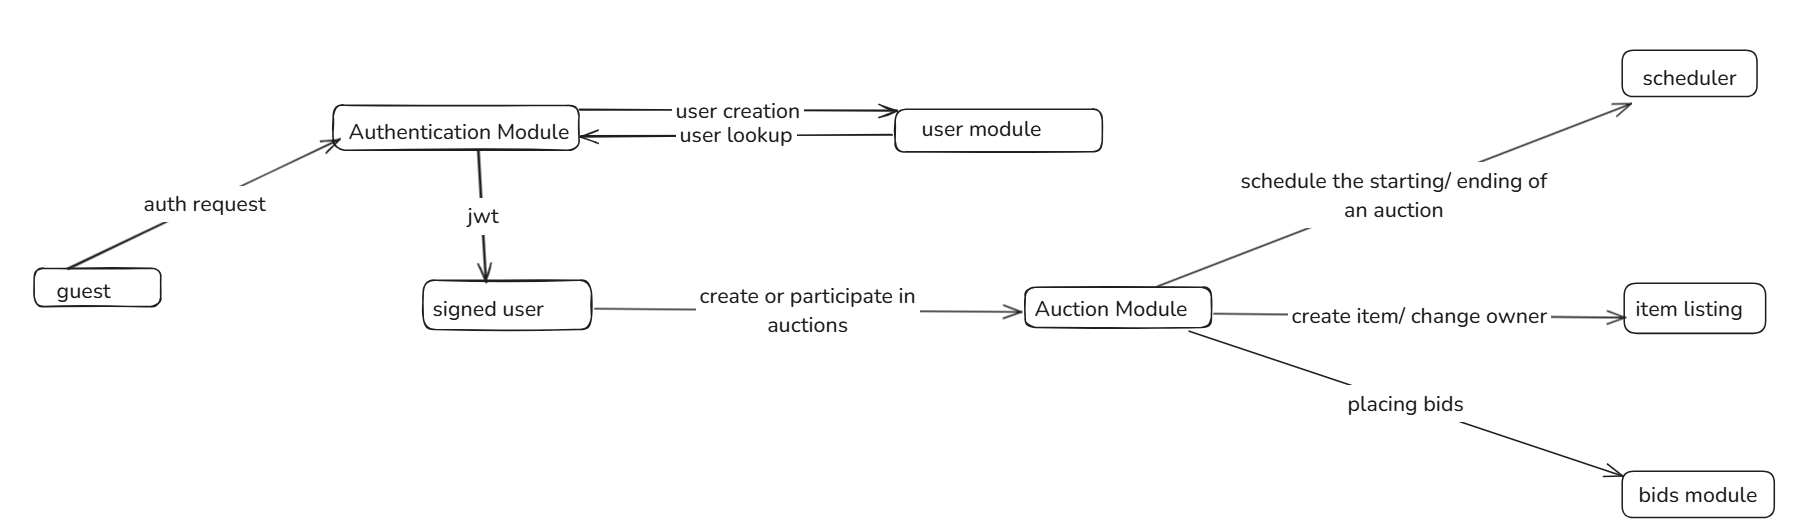 scheduler
user creation
Authentication Module
user module
user lookup
schedule the starting/ ending of
an auction
auth request
jwt
guest
signed user
create or participate in
auctions
Auction Module
create item/ change owner
item listing
placing bids
bids module